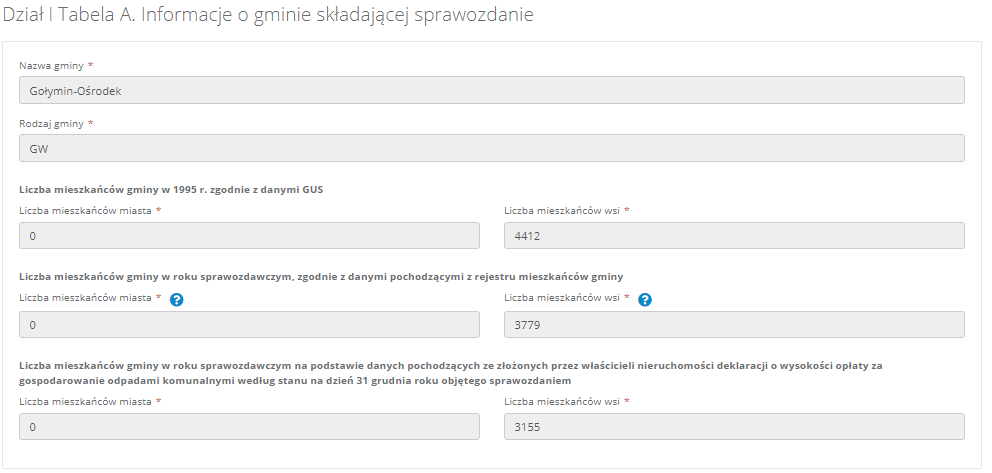 Dział I Tabela A. Informacje o gminie składającej sprawozdanie
Nazwa gminy *
Gołymin-Ośrodek
Rodzaj gminy *
GW
Liczba mieszkańców gminy w 1995 r. zgodnie z danymi GUS
Liczba mieszkańców miasta * Liczba mieszkańców wsi *
0 4412
Liczba mieszkańców gminy w roku sprawozdawczym, zgodnie z danymi pochodzącymi z rejestru mieszkańców gminy
Liczba mieszkańców miasta * ? Liczba mieszkańców wsi * ?
0 3779
Liczba mieszkańców gminy w roku sprawozdawczym na podstawie danych pochodzących ze złożonych przez właścicieli nieruchomości deklaracji o wysokości opłaty za
gospodarowanie odpadami komunalnymi według stanu na dzień 31 grudnia roku objętego sprawozdaniem
Liczba mieszkańców miasta * Liczba mieszkańców wsi *
0 3155